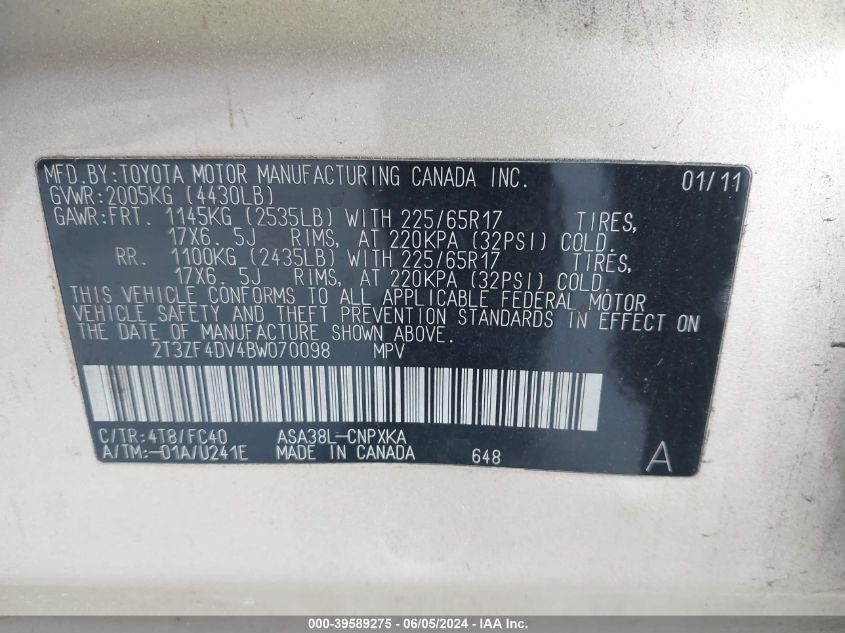 MFD.BY:TOYOTA MOTOR MANUFACTURING CANADA INC. 01/11
GVWR:2005KG (4430LB)
GAWR:FRT. 1145KG (2535LB) WITH 225/65R17 TIRES,
17X6. 5J RIMS, AT 220KPA (32PSI) COLD.
RR. 1100KG (2435LB) WITH 225/65R17 TIRES,
17X6. 5J RIMS, AT 220KPA (32PSI) COLD.
THIS VEHICLE CONFORMS TO ALL APPLICABLE FEDERAL MOTOR
VEHICLE SAFETY AND THEFT PREVENTION STANDARDS IN EFFECT ON
THE DATE OF MANUFACTURE SHOWN ABOVE.
2T3ZF4DV4BW070098 MPV
C/TR:4T8/FC40 ASA38L-CNPXKA
A/TM:-01A/U241E MADE IN CANADA 648 A
000-39589275 - 06/05/2024 - IAAI.com